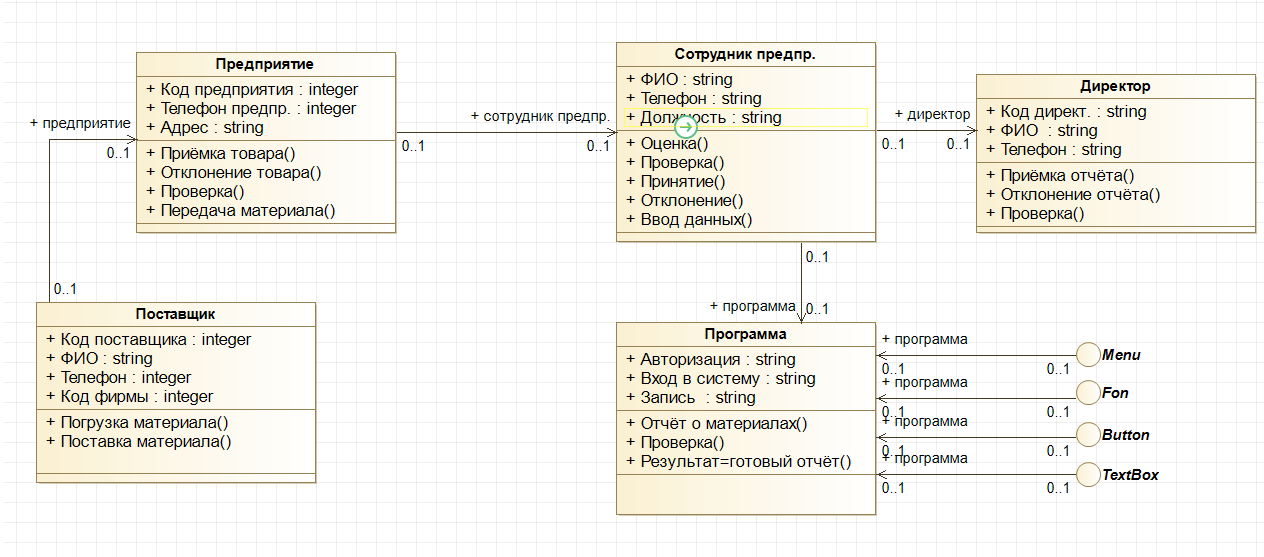 Предприятие
+ Код предприятия : integer
+ Телефон предпр. : integer
+ Адрес : string
+ Приёмка товара()
+ Отклонение товара()
+ Проверка()
+ Передача материала()
+ предприятие
0..1
0..1
Поставщик
+ Код поставщика : integer
+ ФИО : string
+ Телефон : integer
+ Код фирмы : integer
+ Погрузка материала()
+ Поставка материала()
+ сотрудник предпр.
0..1
0..1
Сотрудник предпр.
+ ФИО : string
+ Телефон : string
+ Должность : string
+ Оценка()
+ Проверка()
+ Принятие()
+ Отклонение()
+ Ввод данных()
+ директор
0..1
0..1
Директор
+ Код директ. : string
+ ФИО : string
+ Телефон : string
+ Приёмка отчёта()
+ Отклонение отчёта()
+ Проверка()
0..1
+ программа
0..1
Программа
+ Авторизация : string
+ Вход в систему : string
+ Запись : string
+ Отчёт о материалах()
+ Проверка()
+ Результат=готовый отчёт()
+ программа
0..1
0..1
Menu
+ программа
0..1
0..1
Fon
+ программа
0..1
0..1
Button
+ программа
0..1
0..1
TextBox